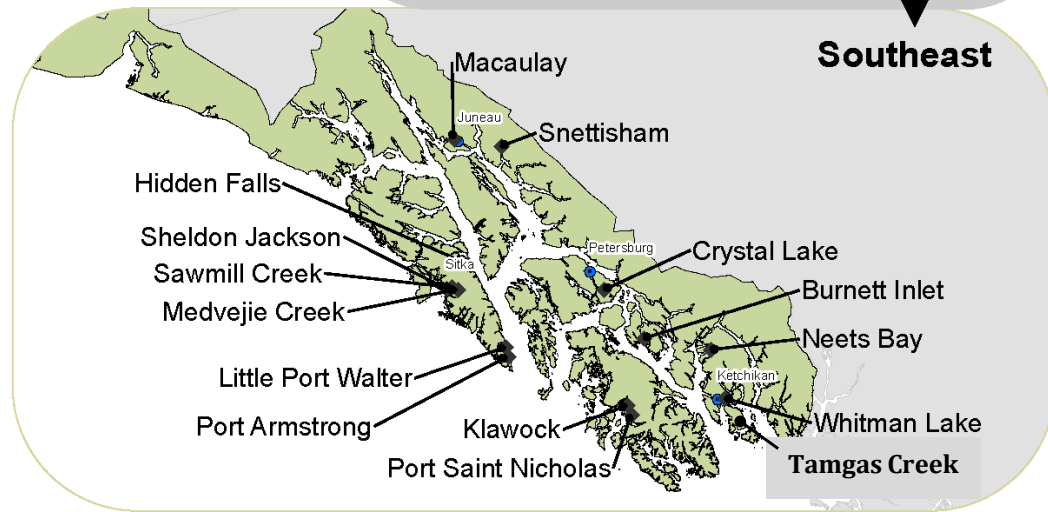 Southeast
Macaulay
Juneau
Snettisham
Hidden Falls
Sheldon Jackson
Sitka
Petersburg
Crystal Lake
Sawmill Creek
Burnett Inlet
Medvejie Creek
Neets Bay
Little Port Walter
Ketchikan
Port Armstrong
Klawock
Whitman Lake
Port Saint Nicholas
Tamgas Creek